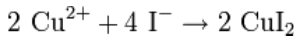 2 Cu²⁺ + 4 I⁻ → 2 CuI₂